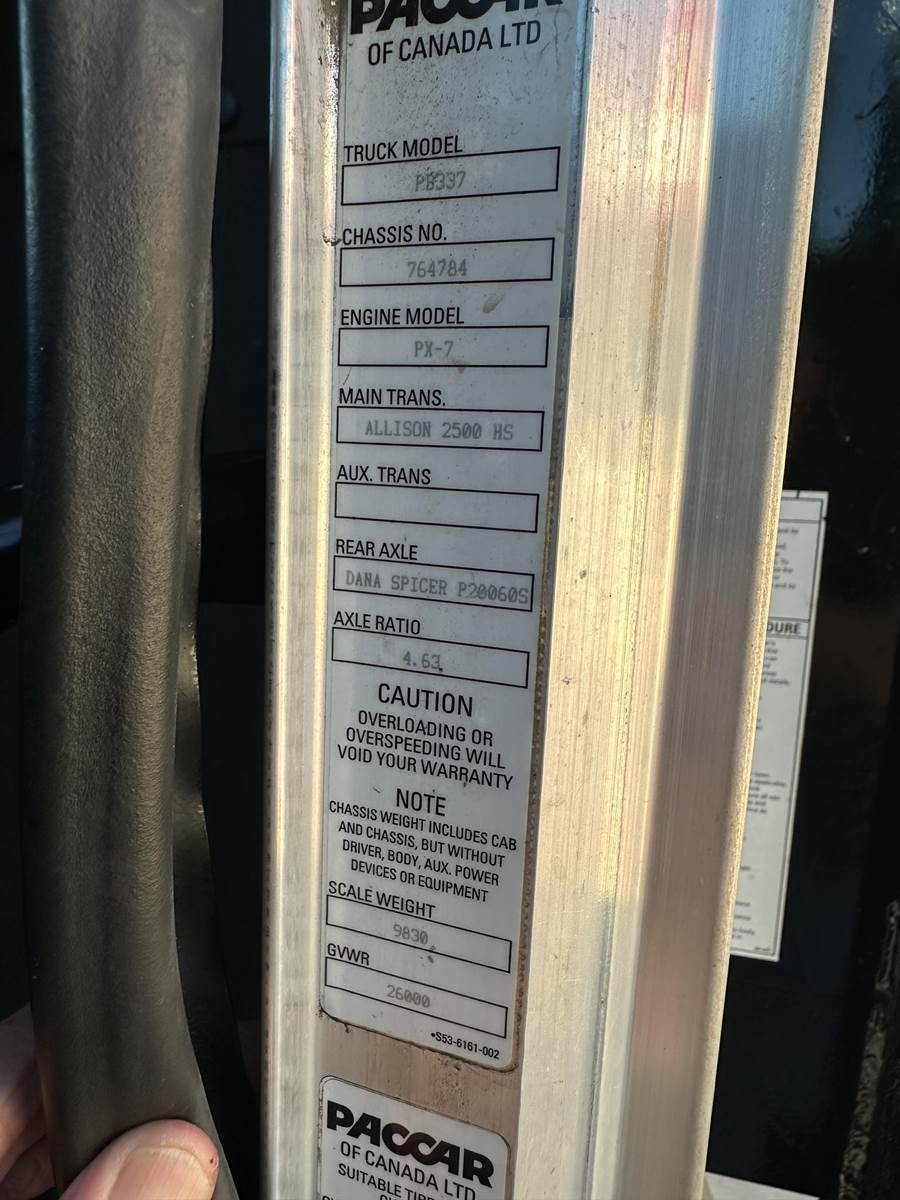 PACCAR
OF CANADA LTD
TRUCK MODEL
PB337
CHASSIS NO.
764784
ENGINE MODEL
PX-7
MAIN TRANS.
ALLISON 2500 HS
AUX. TRANS
REAR AXLE
DANA SPICER P20060S
AXLE RATIO
4.63
CAUTION
OVERLOADING OR
OVERSPEEDING WILL
VOID YOUR WARRANTY
NOTE
CHASSIS WEIGHT INCLUDES CAB
AND CHASSIS, BUT WITHOUT
DRIVER, BODY, AUX. POWER
DEVICES OR EQUIPMENT
SCALE WEIGHT
9830
GVWR
26000
•S53-6161-002
PACCAR
OF CANADA LTD